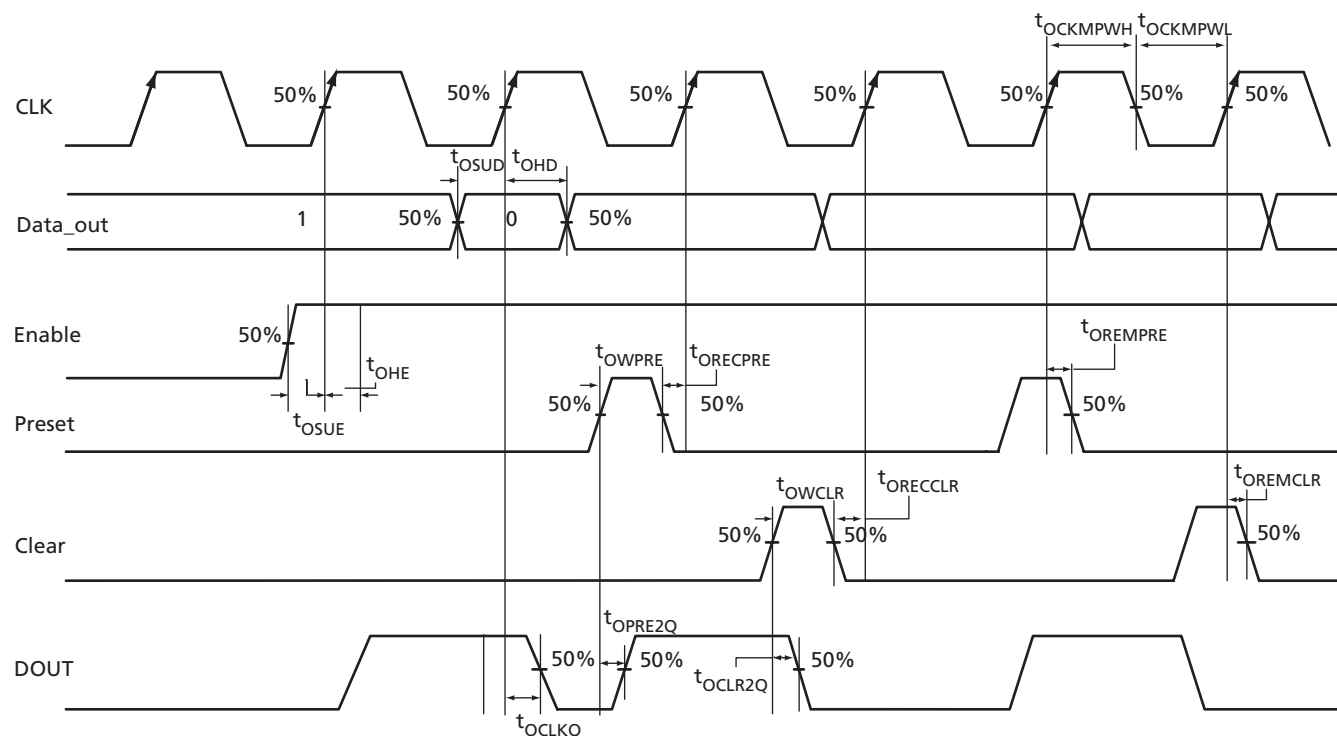 tOCKMPWH tOCKMPWL
CLK 50% 50% 50% 50% 50% 50% 50%
tOSUD tOHD
Data_out 1 50% 0 50%
Enable 50%
tOHE tOWPRE tORECPRE tOREMPRE
Preset tOSUE 50% 50% 50%
tOWCLR tORECCLR tOREMCLR
Clear 50% 50% 50%
tOPRE2Q
DOUT 50% 50% tOCLR2Q 50%
tOCLKQ